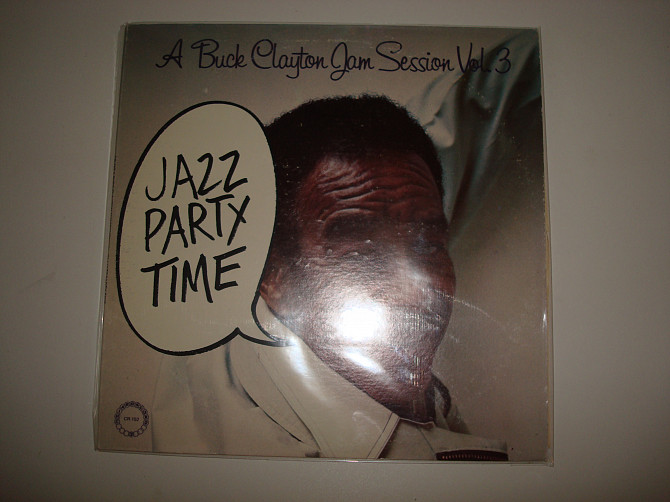 A Buck Clayton Jam Session Vol. 3
JAZZ
PARTY
TIME